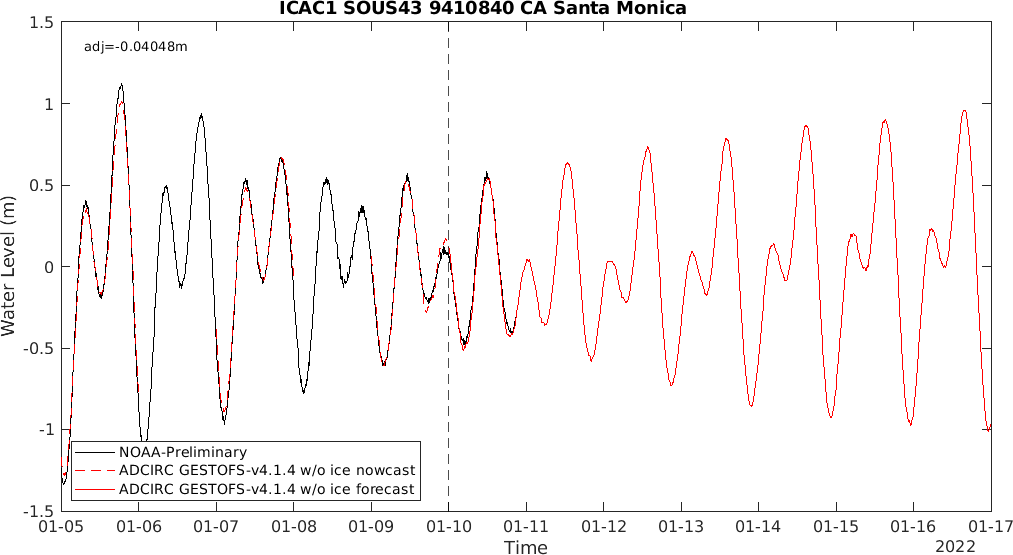 ICAC1 SOUS43 9410840 CA Santa Monica
adj=-0.04048m
1.5
1
0.5
0
-0.5
-1
-1.5
Water Level (m)
NOAA-Preliminary
ADCIRC GESTOFS-v4.1.4 w/o ice nowcast
ADCIRC GESTOFS-v4.1.4 w/o ice forecast
01-05 01-06 01-07 01-08 01-09 01-10 01-11 01-12 01-13 01-14 01-15 01-16 01-17
Time
2022